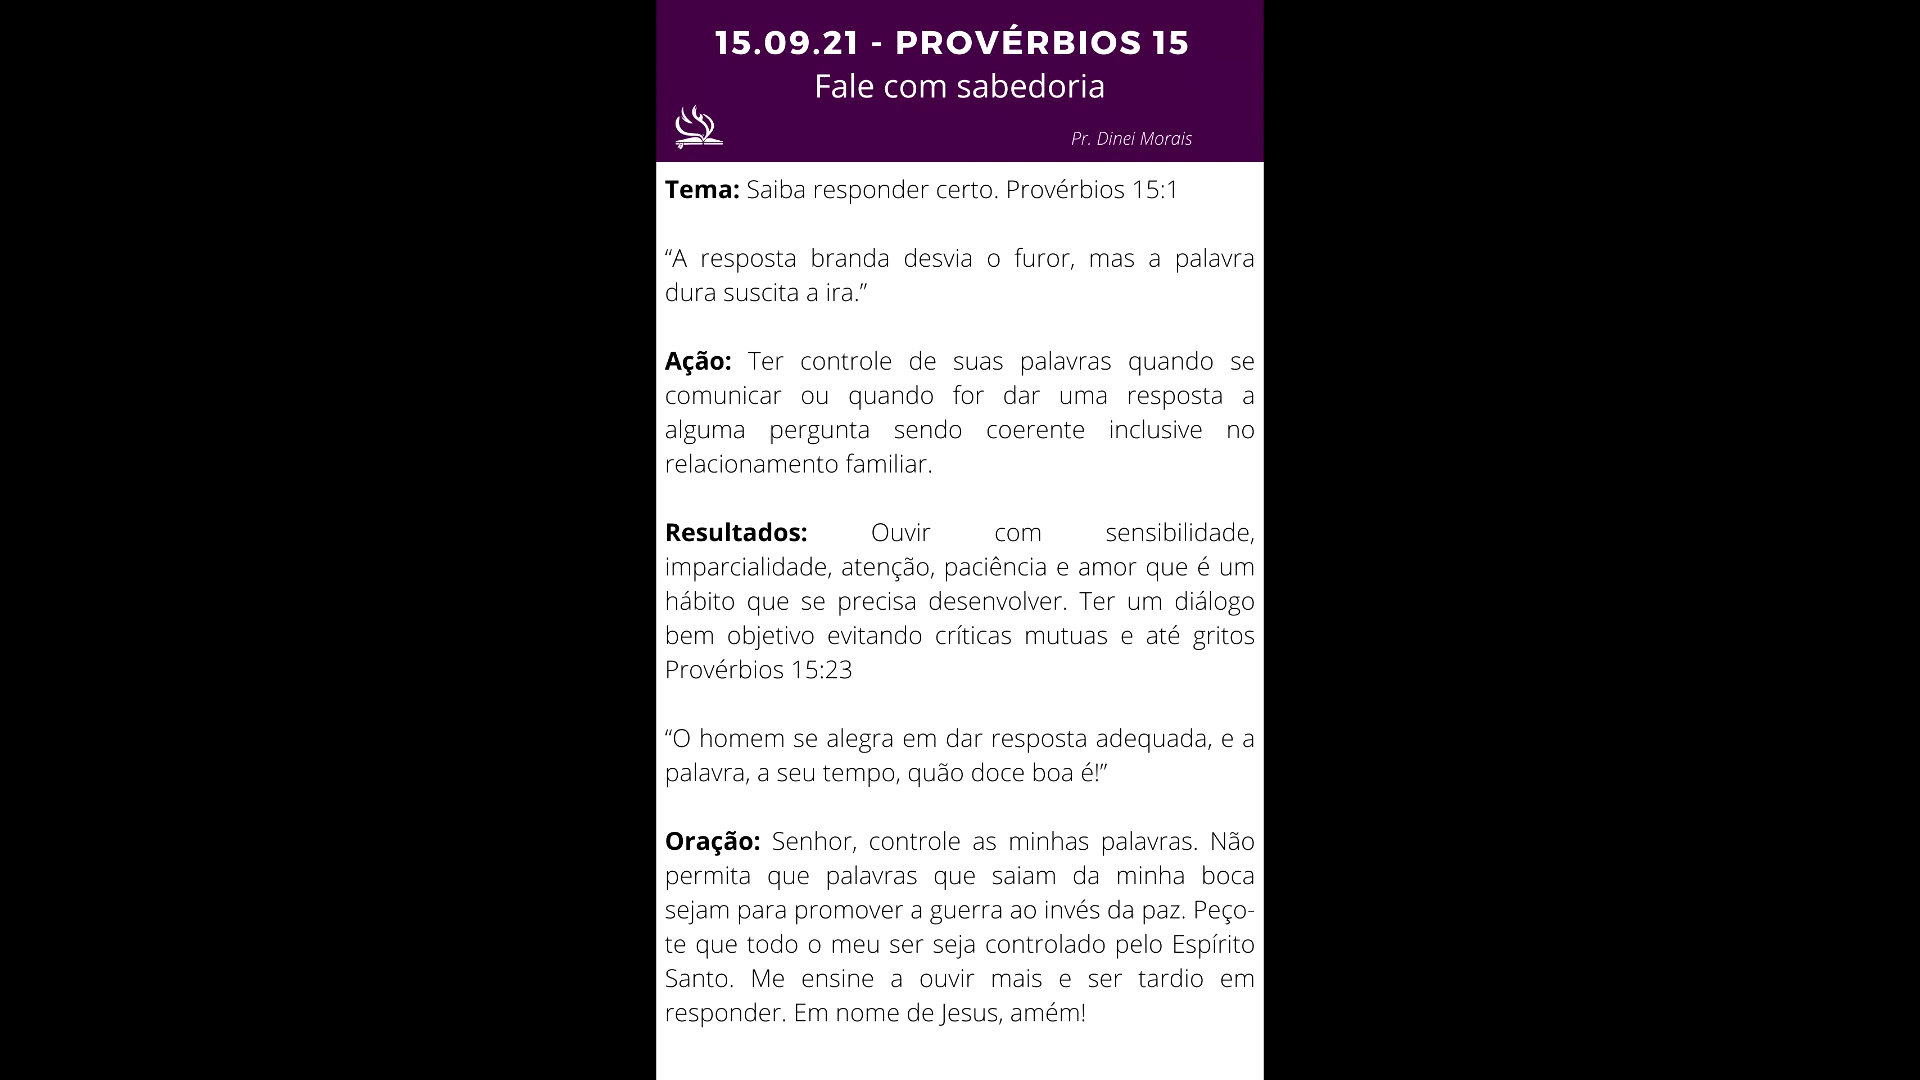 15.09.21 - PROVÉRBIOS 15
Fale com sabedoria
Pr. Dinei Morais
Tema: Saiba responder certo. Provérbios 15:1
“A resposta branda desvia o furor, mas a palavra
dura suscita a ira.”
Ação: Ter controle de suas palavras quando se
comunicar ou quando for dar uma resposta a
alguma pergunta sendo coerente inclusive no
relacionamento familiar.
Resultados: Ouvir com sensibilidade,
imparcialidade, atenção, paciência e amor que é um
hábito que se precisa desenvolver. Ter um diálogo
bem objetivo evitando críticas mutuas e até gritos
Provérbios 15:23
“O homem se alegra em dar resposta adequada, e a
palavra, a seu tempo, quão doce boa é!”
Oração: Senhor, controle as minhas palavras. Não
permita que palavras que saiam da minha boca
sejam para promover a guerra ao invés da paz. Peço-
te que todo o meu ser seja controlado pelo Espírito
Santo. Me ensine a ouvir mais e ser tardio em
responder. Em nome de Jesus, amém!